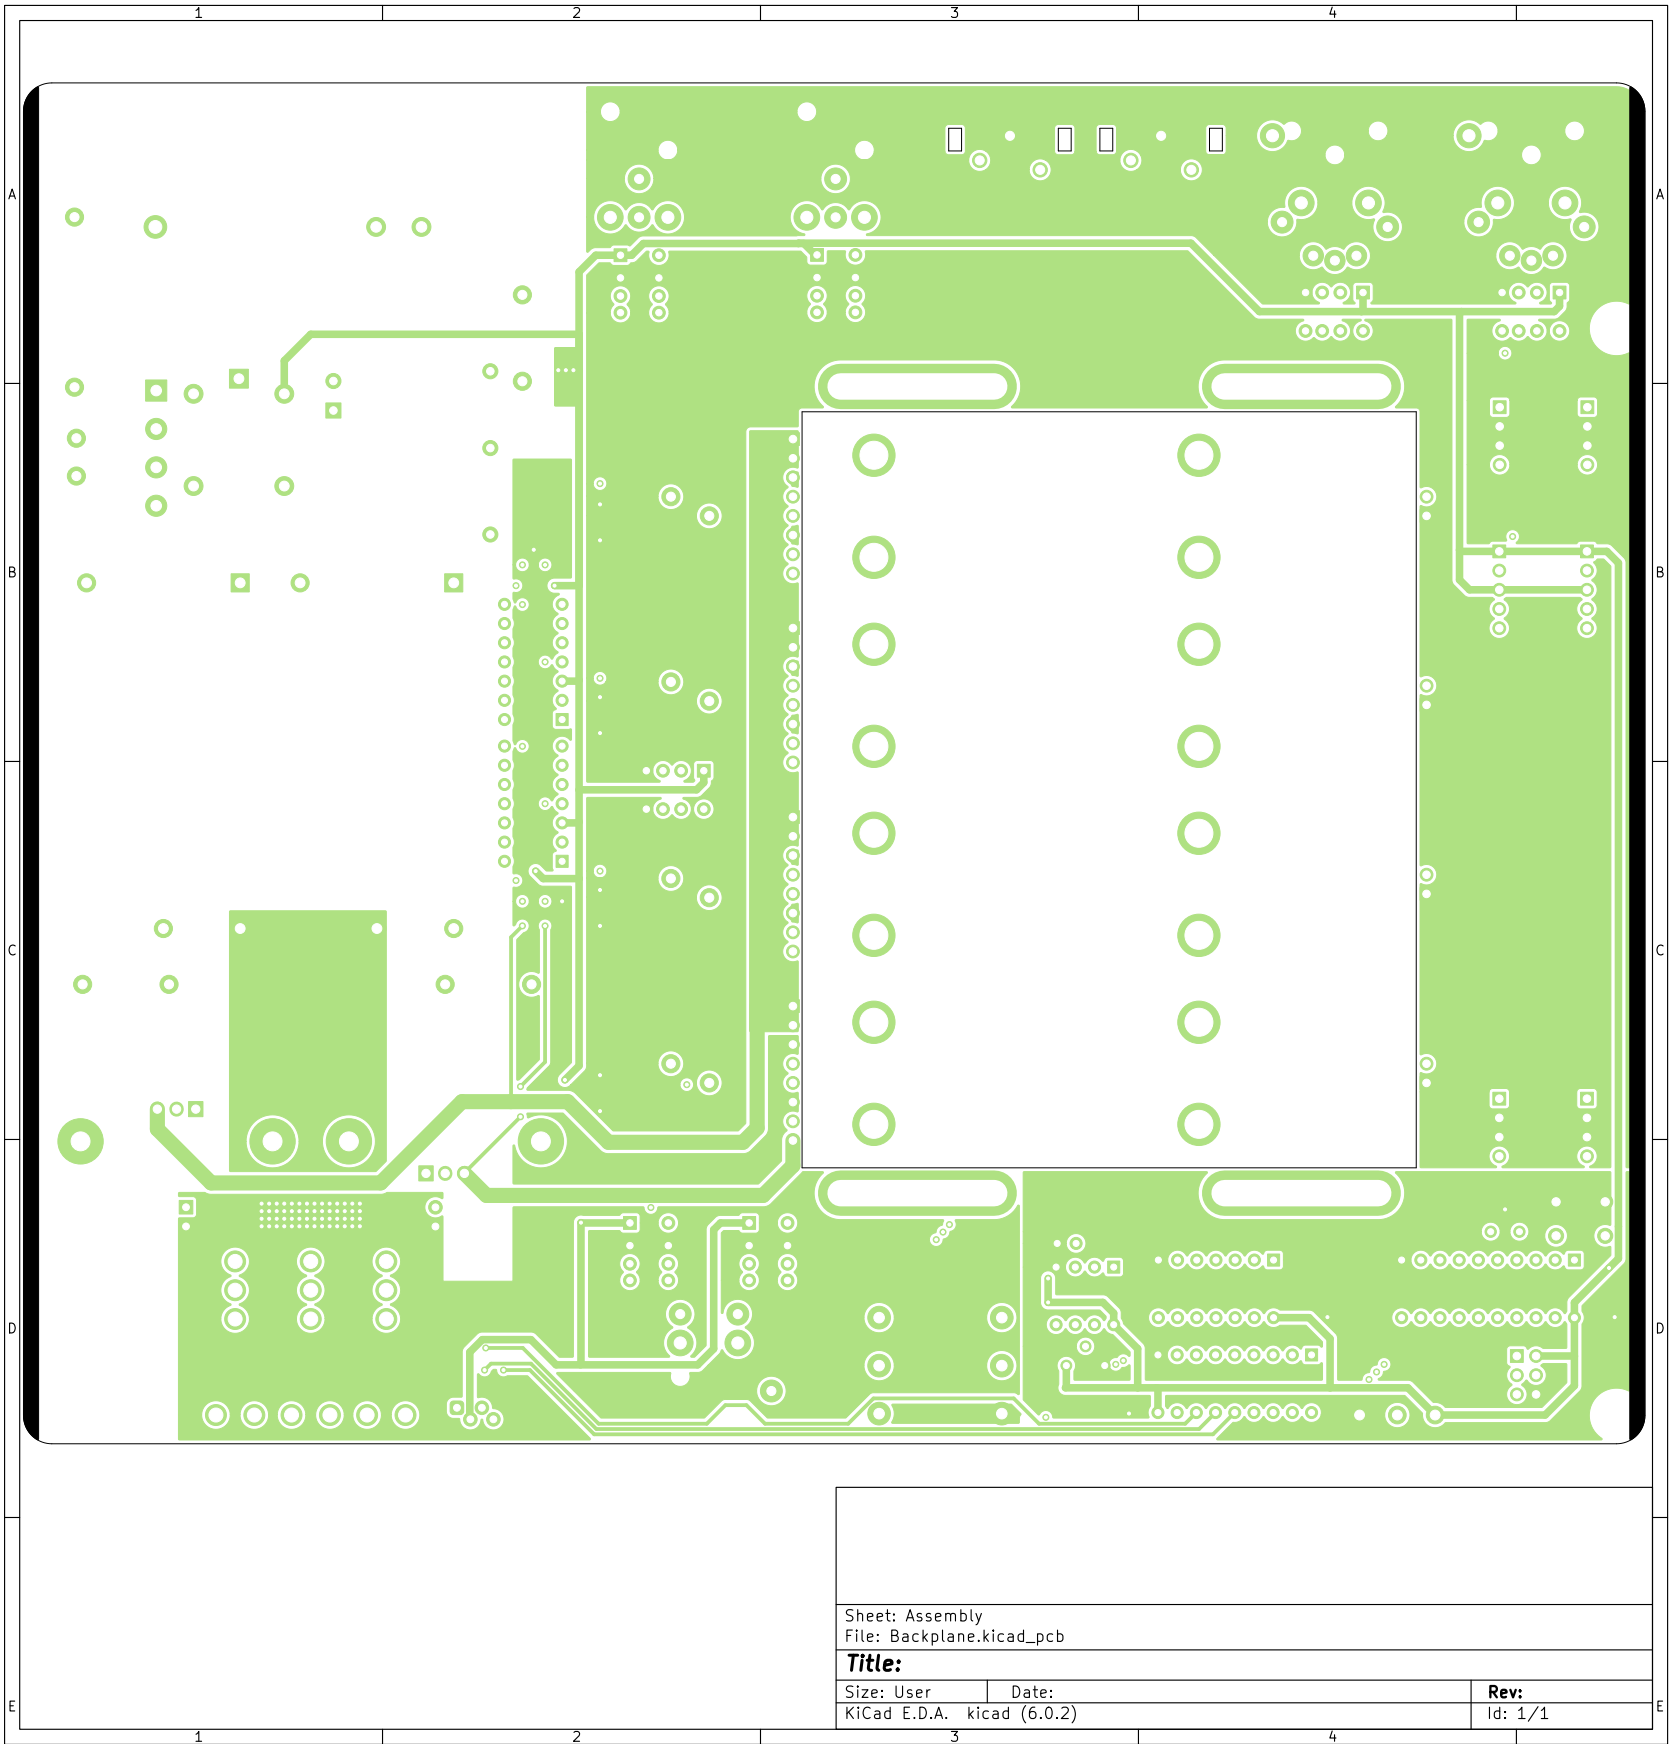 1 2 3 4
A A
B B
C C
D D
Sheet: Assembly
File: Backplane.kicad_pcb
Title:
Size: User Date: Rev:
KiCad E.D.A. kicad (6.0.2) Id: 1/1
E E
1 2 3 4